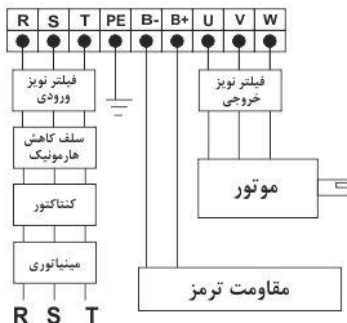 R S T PE B- B+ U V W
فیلتر نویز
ورودی
فیلتر نویز
خروجی
سلف کاهش
هارمونیک
موتور
کنتاکتور
مینیاتوری
مقاومت ترمز
R S T